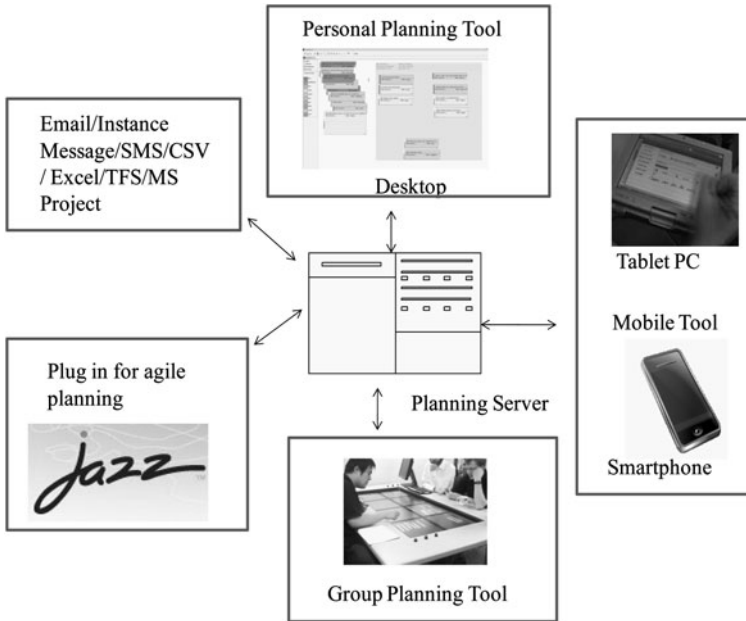 Personal Planning Tool
Desktop
Email/Instance
Message/SMS/CSV
/ Excel/TFS/MS
Project
Tablet PC
Mobile Tool
Smartphone
Plug in for agile
planning
jazz
TM
Planning Server
Group Planning Tool